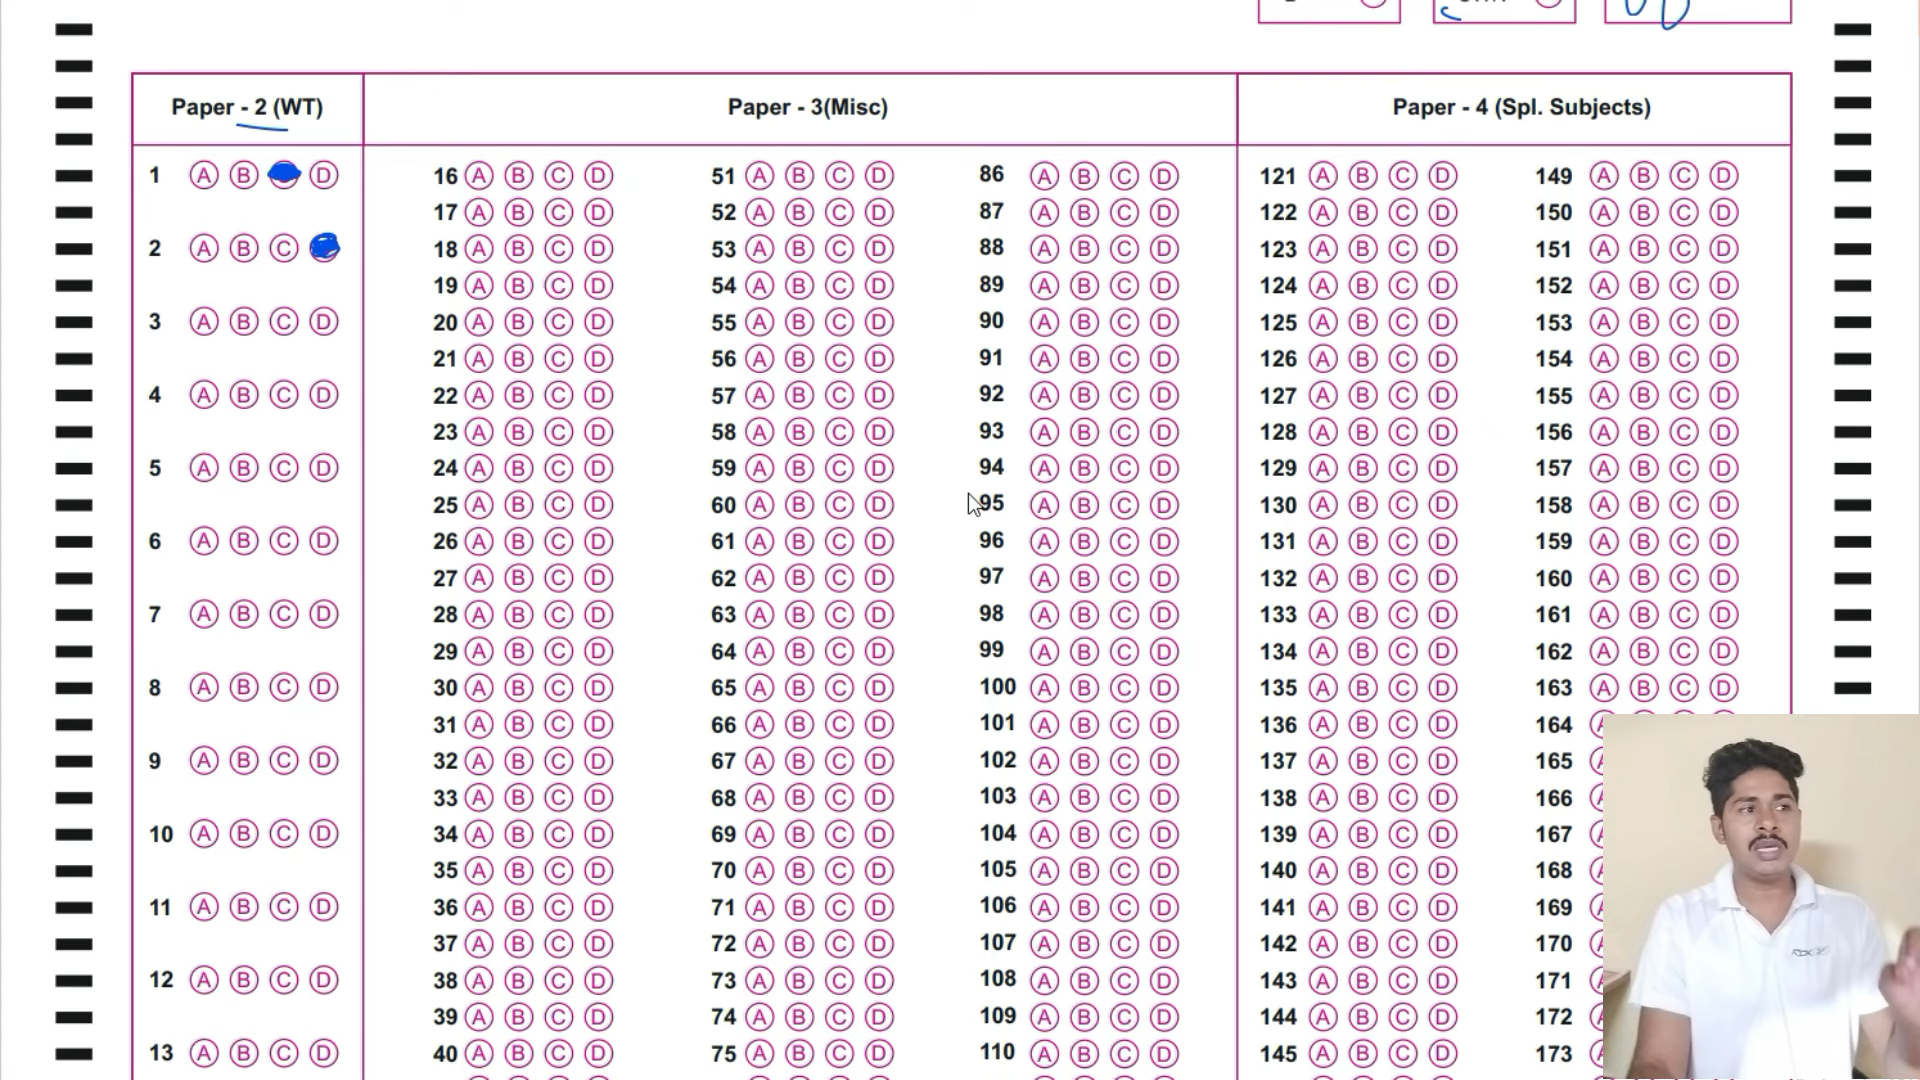 Paper - 2 (WT) Paper - 3(Misc) Paper - 4 (Spl. Subjects)
1 A B D 16 A B C D 51 A B C D 86 A B C D 121 A B C D 149 A B C D
17 A B C D 52 A B C D 87 A B C D 122 A B C D 150 A B C D
2 A B C 18 A B C D 53 A B C D 88 A B C D 123 A B C D 151 A B C D
19 A B C D 54 A B C D 89 A B C D 124 A B C D 152 A B C D
3 A B C D 20 A B C D 55 A B C D 90 A B C D 125 A B C D 153 A B C D
21 A B C D 56 A B C D 91 A B C D 126 A B C D 154 A B C D
4 A B C D 22 A B C D 57 A B C D 92 A B C D 127 A B C D 155 A B C D
23 A B C D 58 A B C D 93 A B C D 128 A B C D 156 A B C D
5 A B C D 24 A B C D 59 A B C D 94 A B C D 129 A B C D 157 A B C D
25 A B C D 60 A B C D 95 A B C D 130 A B C D 158 A B C D
6 A B C D 26 A B C D 61 A B C D 96 A B C D 131 A B C D 159 A B C D
27 A B C D 62 A B C D 97 A B C D 132 A B C D 160 A B C D
7 A B C D 28 A B C D 63 A B C D 98 A B C D 133 A B C D 161 A B C D
29 A B C D 64 A B C D 99 A B C D 134 A B C D 162 A B C D
8 A B C D 30 A B C D 65 A B C D 100 A B C D 135 A B C D 163 A B C D
31 A B C D 66 A B C D 101 A B C D 136 A B C D 164
9 A B C D 32 A B C D 67 A B C D 102 A B C D 137 A B C D 165
33 A B C D 68 A B C D 103 A B C D 138 A B C D 166
10 A B C D 34 A B C D 69 A B C D 104 A B C D 139 A B C D 167
35 A B C D 70 A B C D 105 A B C D 140 A B C D 168
11 A B C D 36 A B C D 71 A B C D 106 A B C D 141 A B C D 169
37 A B C D 72 A B C D 107 A B C D 142 A B C D 170
12 A B C D 38 A B C D 73 A B C D 108 A B C D 143 A B C D 171
39 A B C D 74 A B C D 109 A B C D 144 A B C D 172
13 A B C D 40 A B C D 75 A B C D 110 A B C D 145 A B C D 173